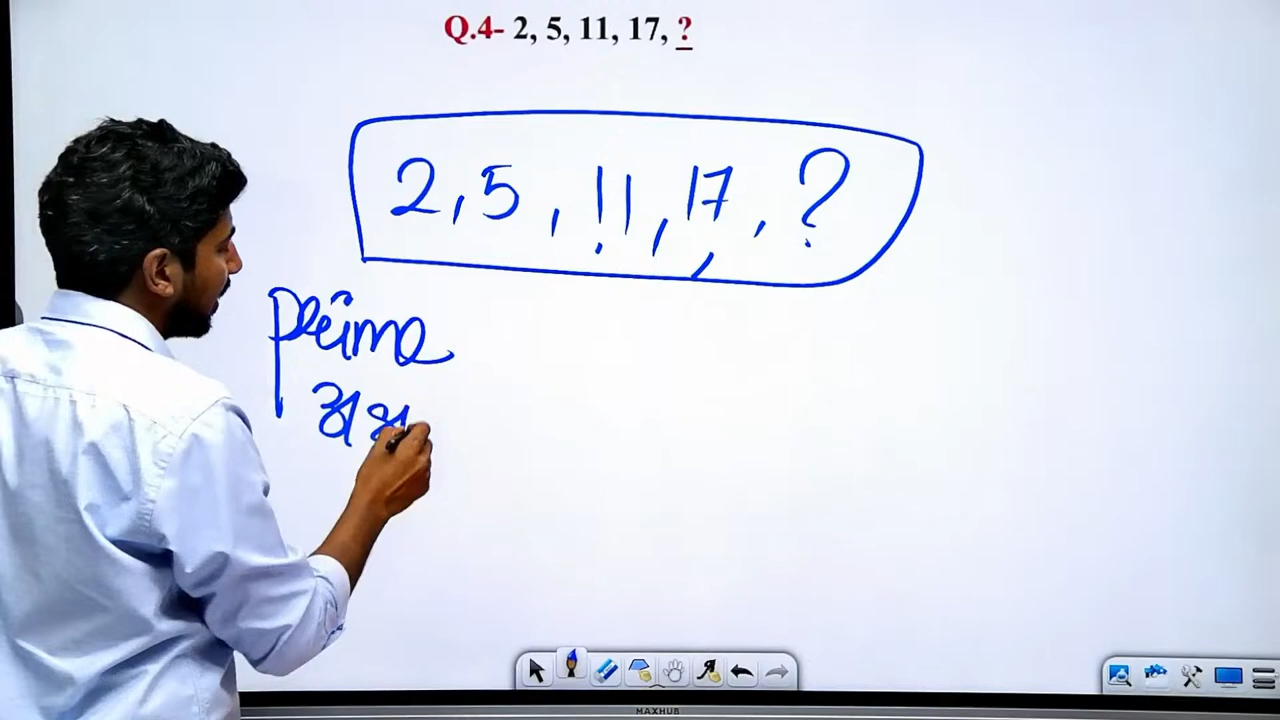 Q.4- 2, 5, 11, 17, ?
2, 5, 11, 17, ?
Prime
MAXHUB